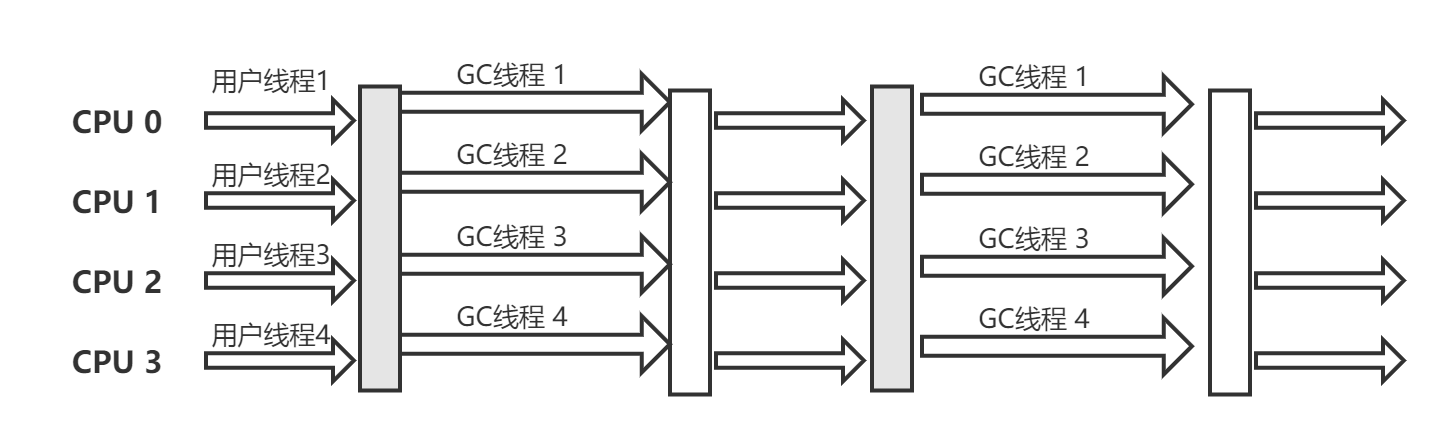 用户线程1
GC线程 1
GC线程 1
CPU 0
用户线程2
GC线程 2
GC线程 2
CPU 1
用户线程3
GC线程 3
GC线程 3
CPU 2
用户线程4
GC线程 4
GC线程 4
CPU 3